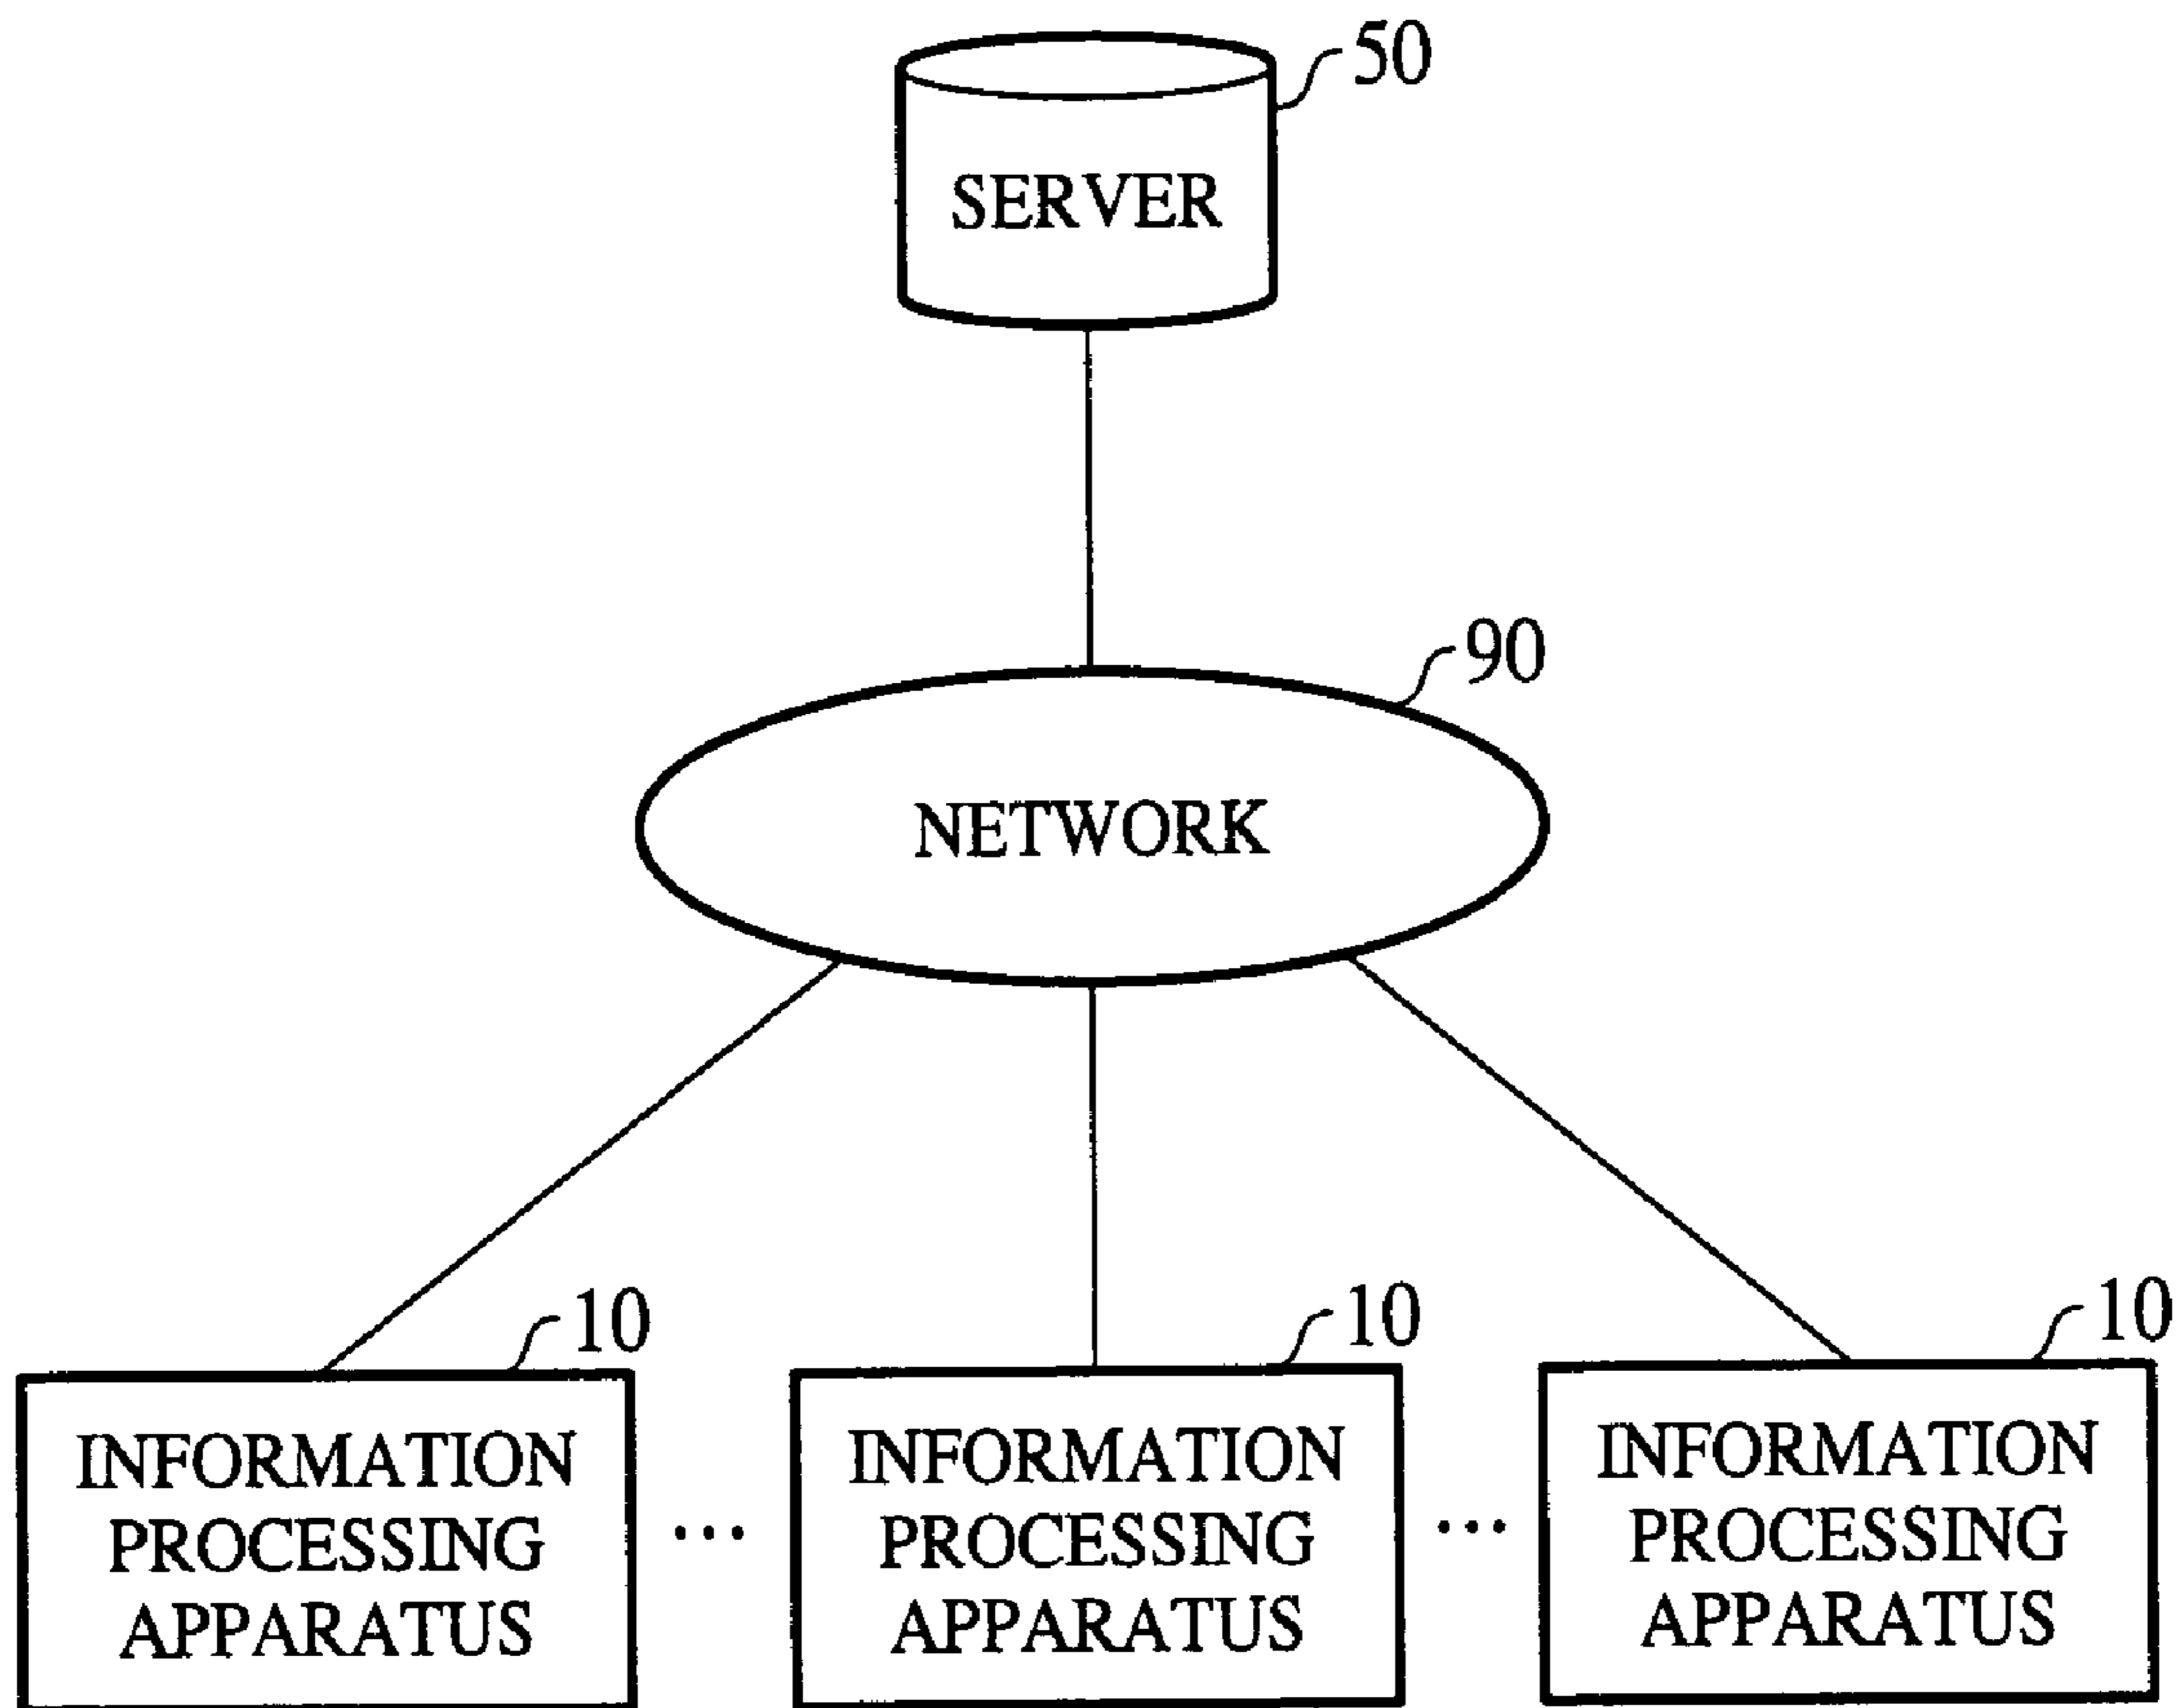 50
SERVER
90
NETWORK
10
10
10
INFORMATION
PROCESSING
APPARATUS
...
INFORMATION
PROCESSING
APPARATUS
...
INFORMATION
PROCESSING
APPARATUS